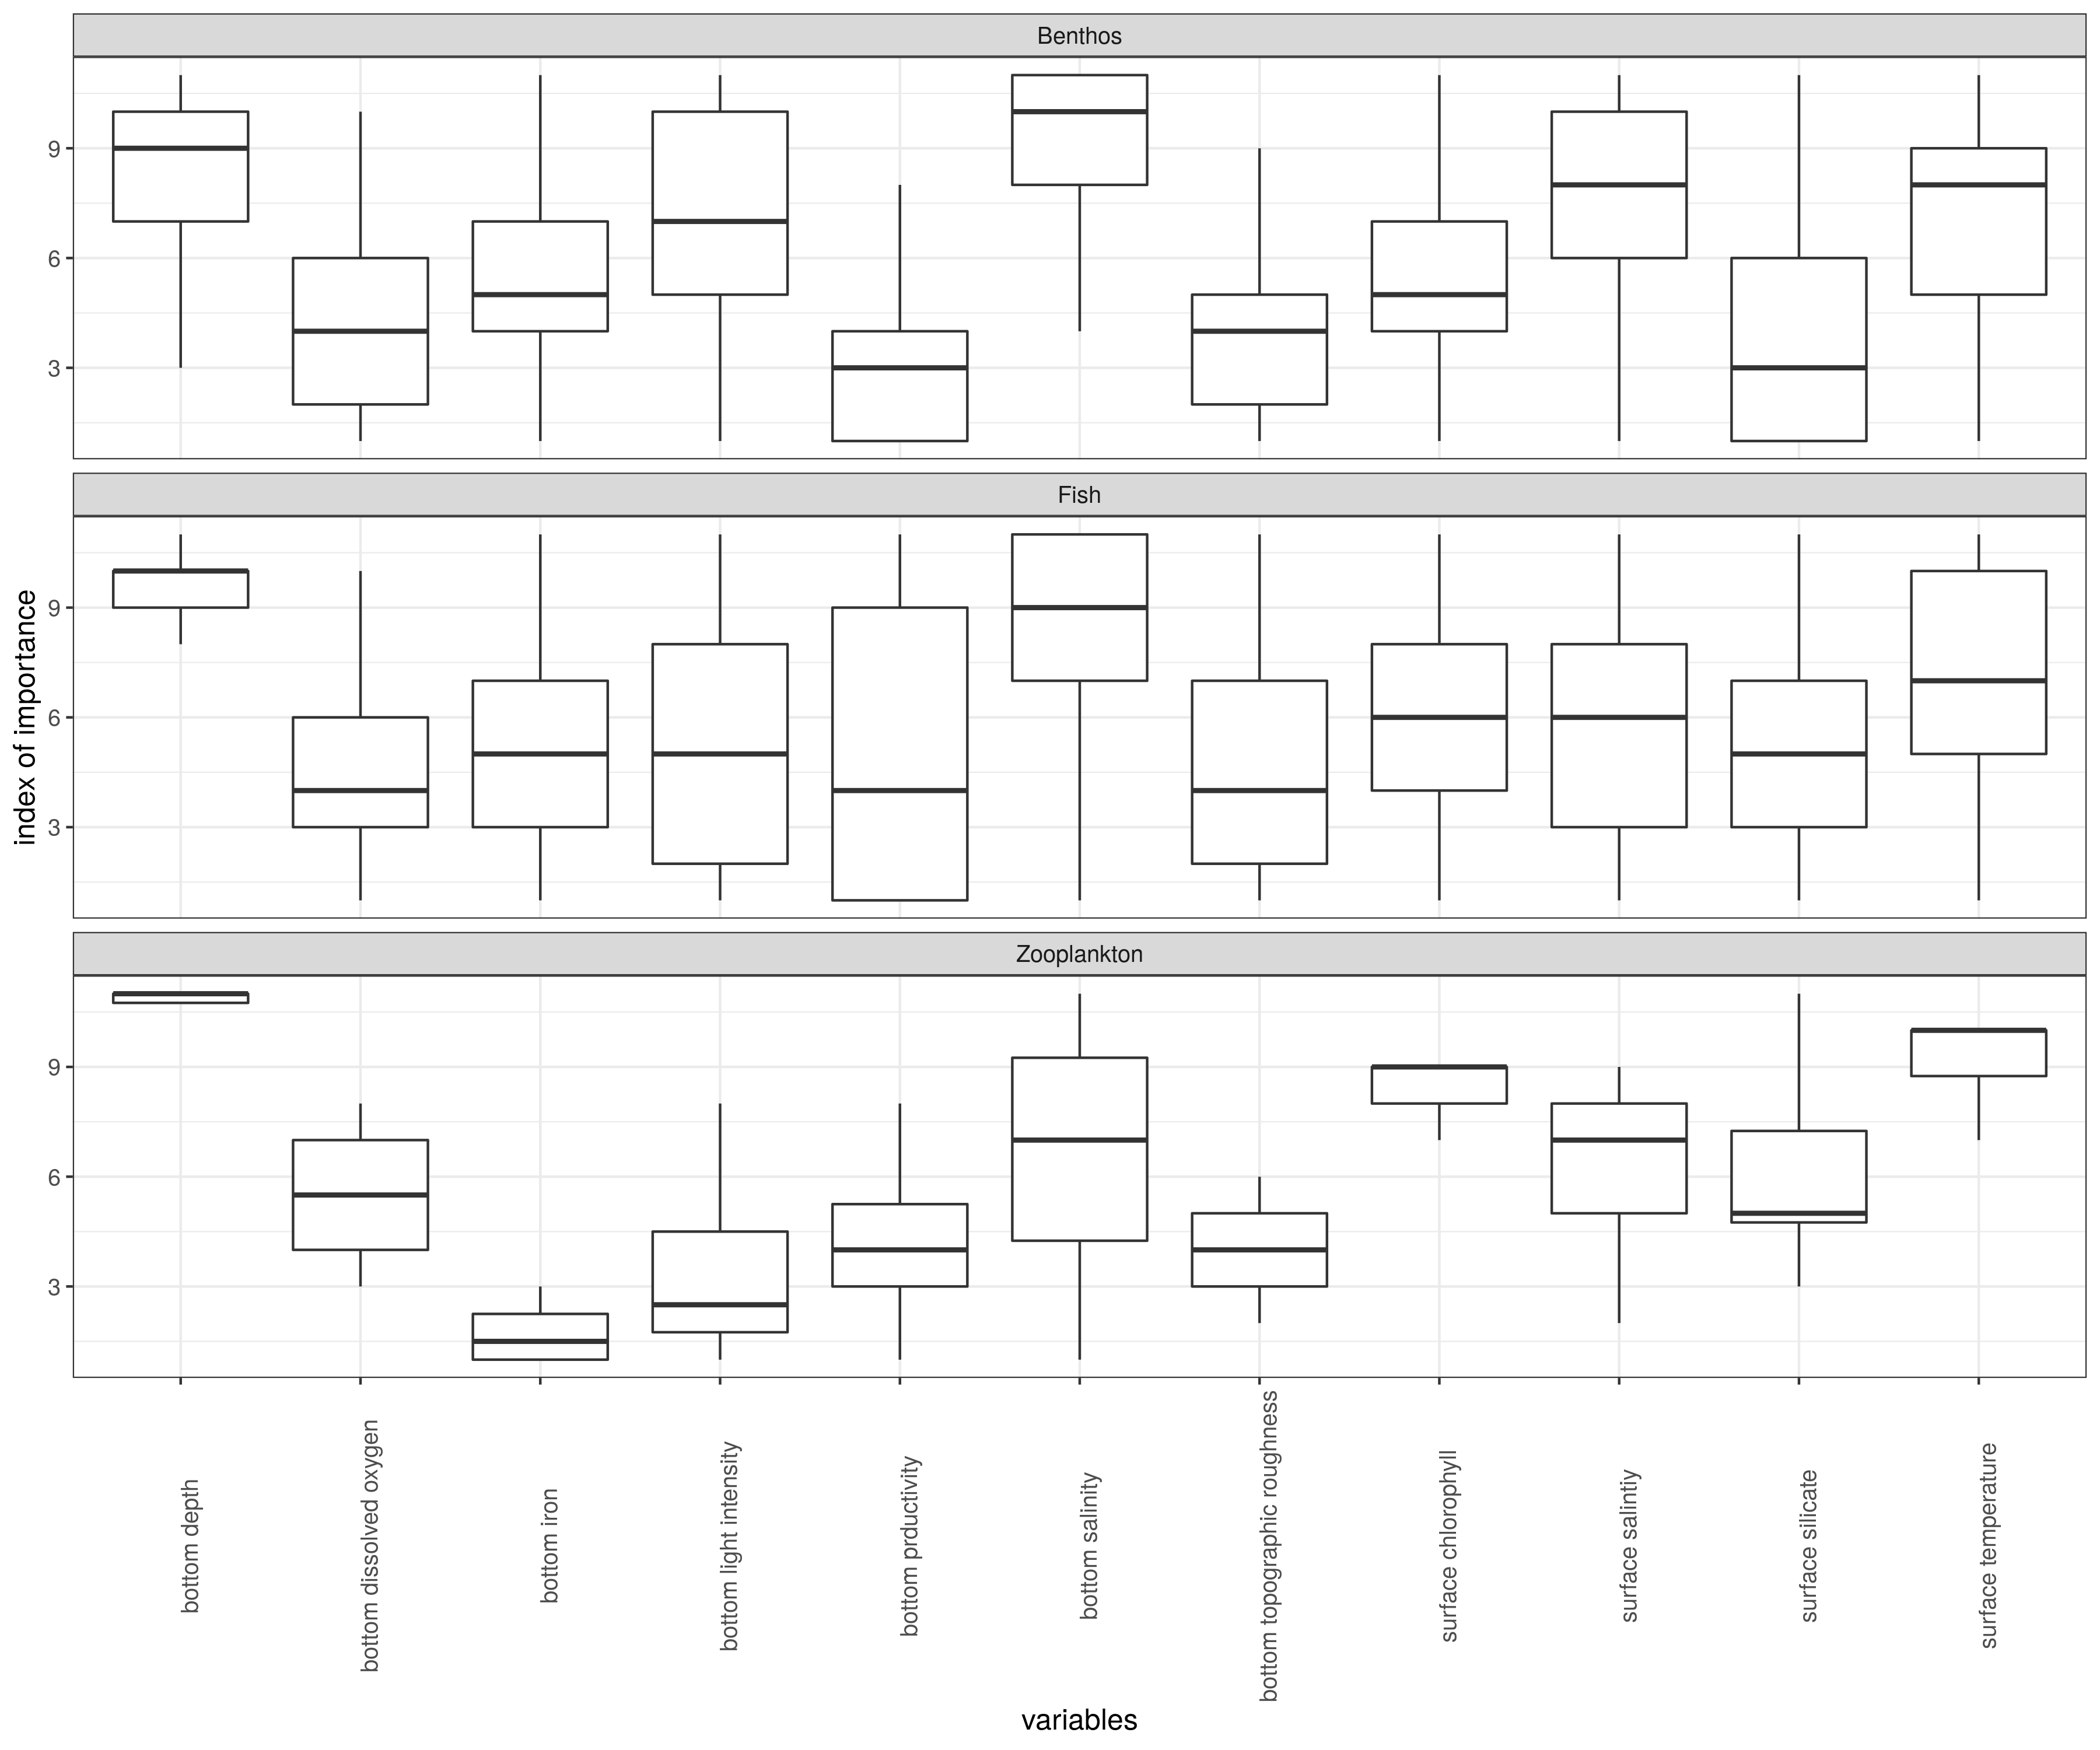 Benthos
9
6
3
Fish
9
6
3
Zooplankton
9
6
3
index of importance
bottom depth
bottom dissolved oxygen
bottom iron
bottom light intensity
bottom prductivity
bottom salinity
bottom topographic roughness
surface chlorophyll
surface salintiy
surface silicate
surface temperature
variables